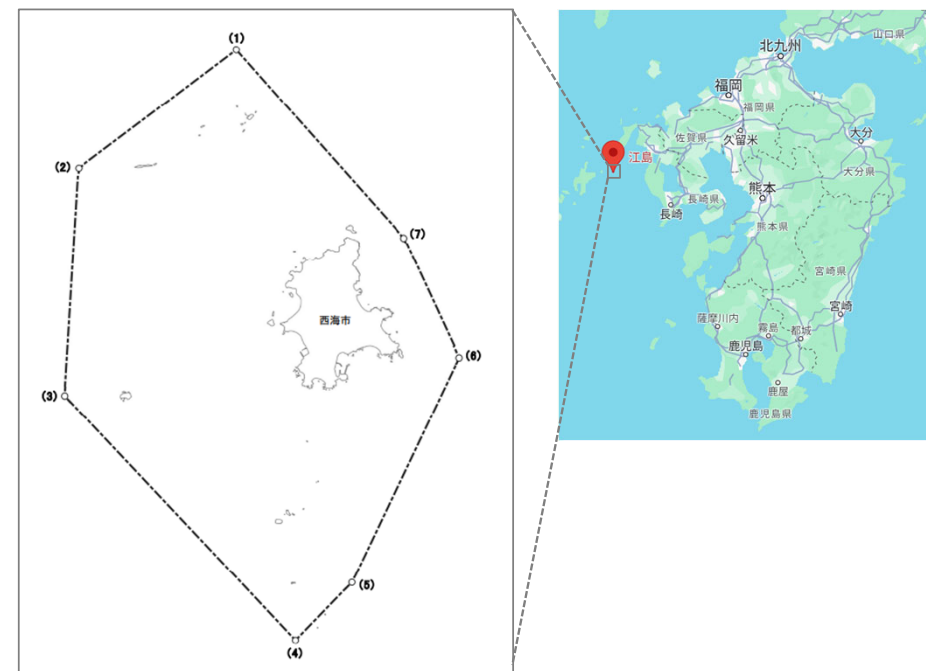 (1)
(2)
(7)
西海市
(6)
(3)
(5)
(4)
山口県
北九州
福岡
福岡県
佐賀県
久留米
大分
江島
大分県
熊本
長崎県
長崎
熊本県
宮崎県
薩摩川内
宮崎
霧島
都城
鹿児島
鹿屋
鹿児島県